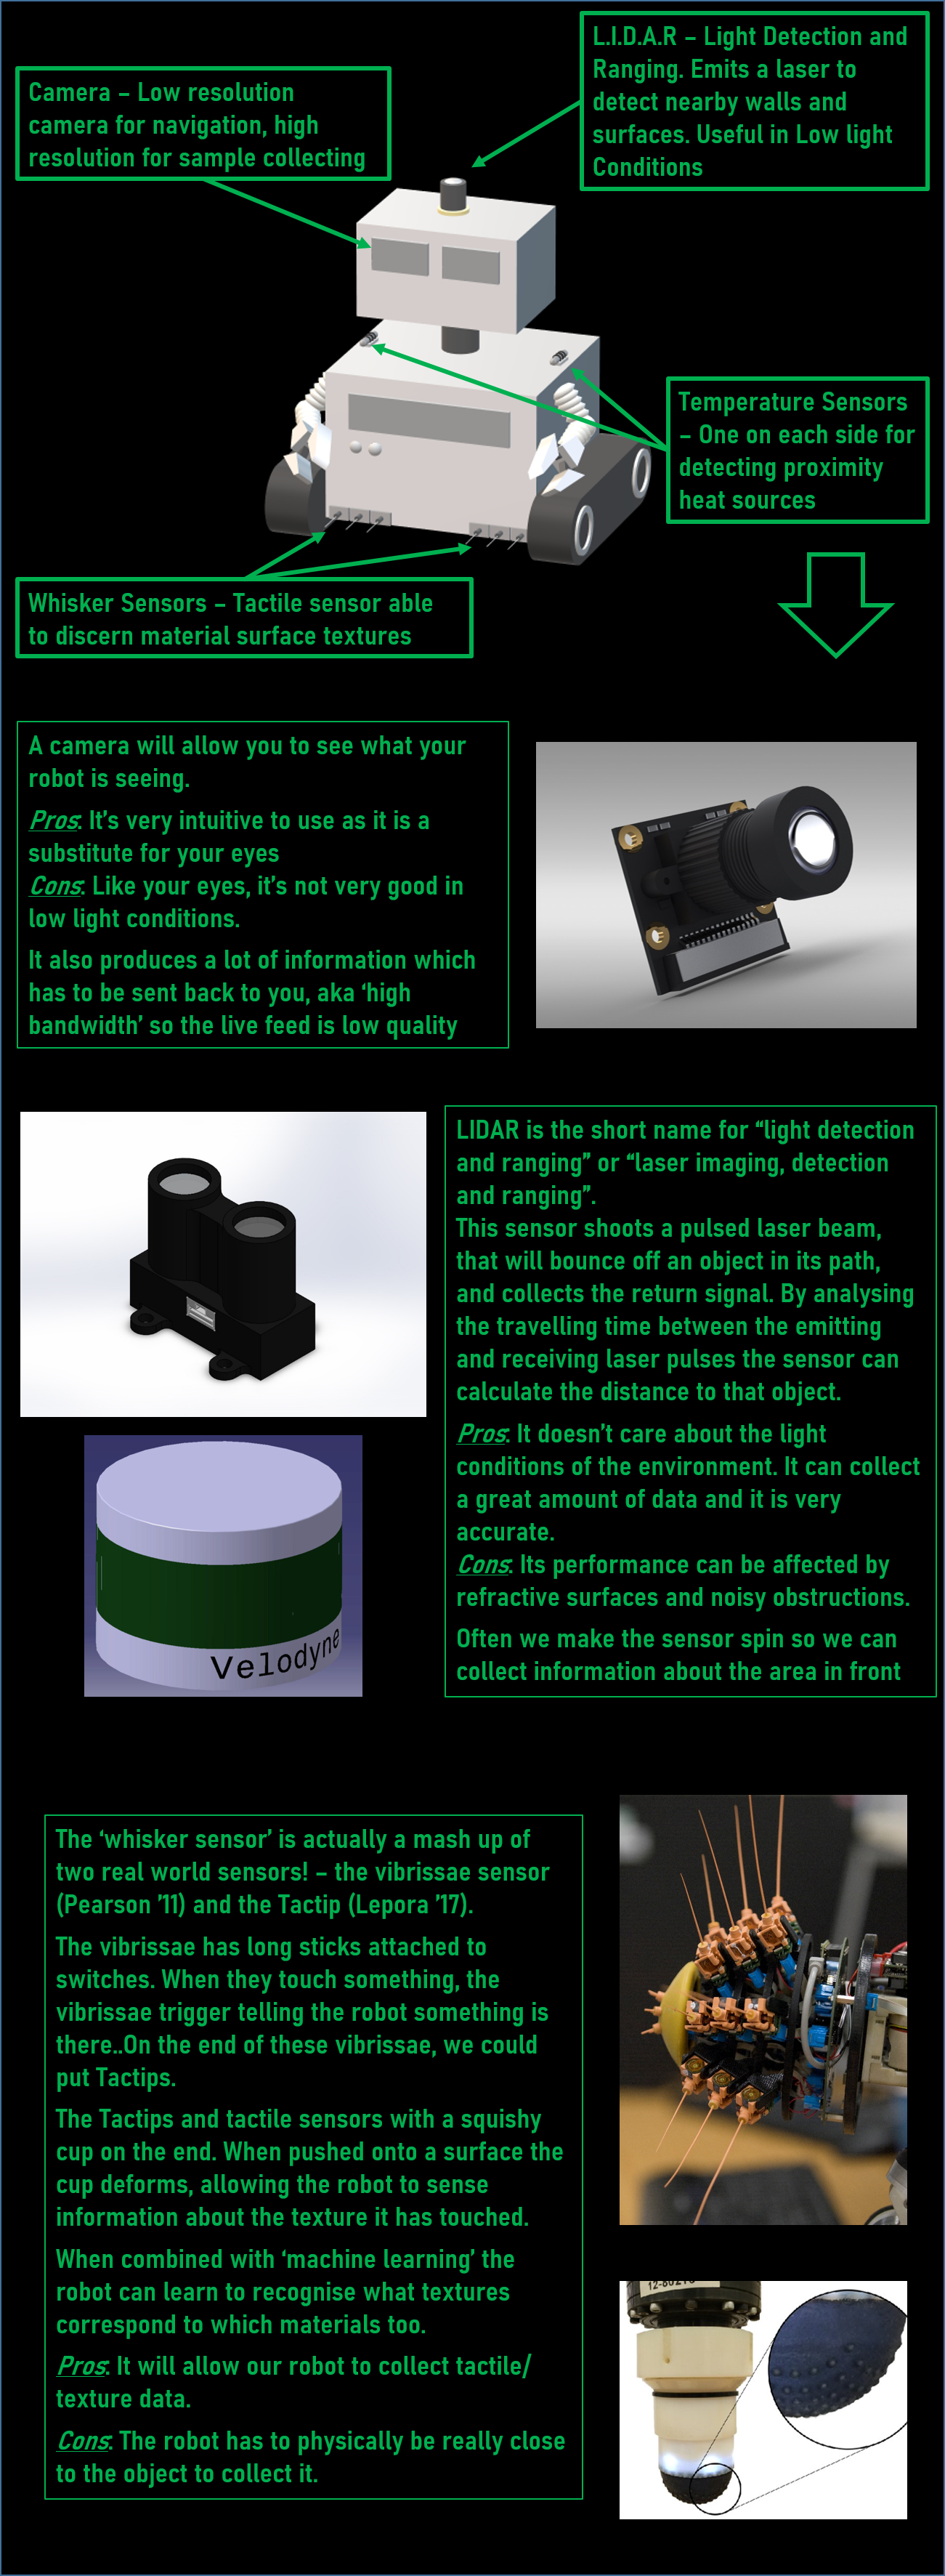 L.I.D.A.R – Light Detection and
Ranging. Emits a laser to
detect nearby walls and
surfaces. Useful in Low light
Conditions
Camera – Low resolution
camera for navigation, high
resolution for sample collecting
Temperature Sensors
– One on each side for
detecting proximity
heat sources
Whisker Sensors – Tactile sensor able
to discern material surface textures
A camera will allow you to see what your
robot is seeing.
Pros: It’s very intuitive to use as it is a
substitute for your eyes
Cons: Like your eyes, it’s not very good in
low light conditions.
It also produces a lot of information which
has to be sent back to you, aka ‘high
bandwidth’ so the live feed is low quality
LIDAR is the short name for “light detection
and ranging” or “laser imaging, detection
and ranging”.
This sensor shoots a pulsed laser beam,
that will bounce off an object in its path,
and collects the return signal. By analysing
the travelling time between the emitting
and receiving laser pulses the sensor can
calculate the distance to that object.
Pros: It doesn’t care about the light
conditions of the environment. It can collect
a great amount of data and it is very
accurate.
Cons: Its performance can be affected by
refractive surfaces and noisy obstructions.
Often we make the sensor spin so we can
collect information about the area in front
Velodyne
The ‘whisker sensor’ is actually a mash up of
two real world sensors! – the vibrissae sensor
(Pearson ’11) and the Tactip (Lepora ’17).
The vibrissae has long sticks attached to
switches. When they touch something, the
vibrissae trigger telling the robot something is
there..On the end of these vibrissae, we could
put Tactips.
The Tactips and tactile sensors with a squishy
cup on the end. When pushed onto a surface the
cup deforms, allowing the robot to sense
information about the texture it has touched.
When combined with ‘machine learning’ the
robot can learn to recognise what textures
correspond to which materials too.
Pros: It will allow our robot to collect tactile/
texture data.
Cons: The robot has to physically be really close
to the object to collect it.